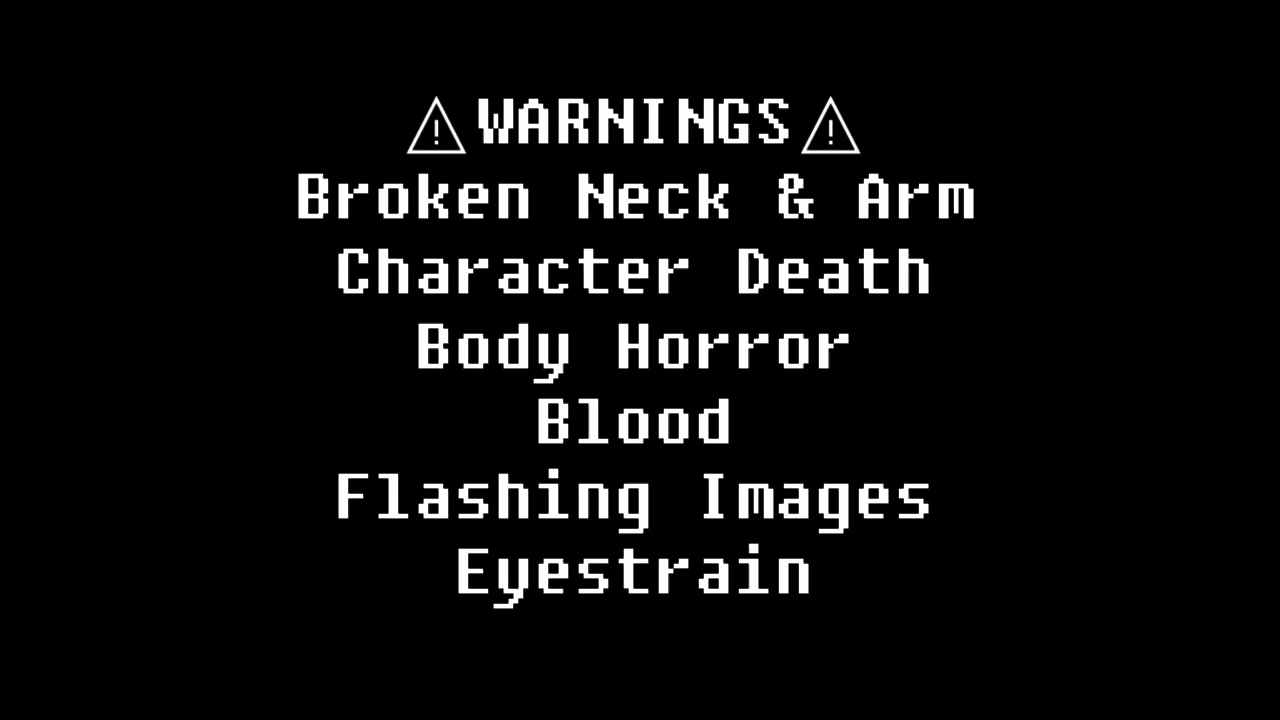 ⚠WARNINGS⚠
Broken Neck & Arm
Character Death
Body Horror
Blood
Flashing Images
Eyestrain